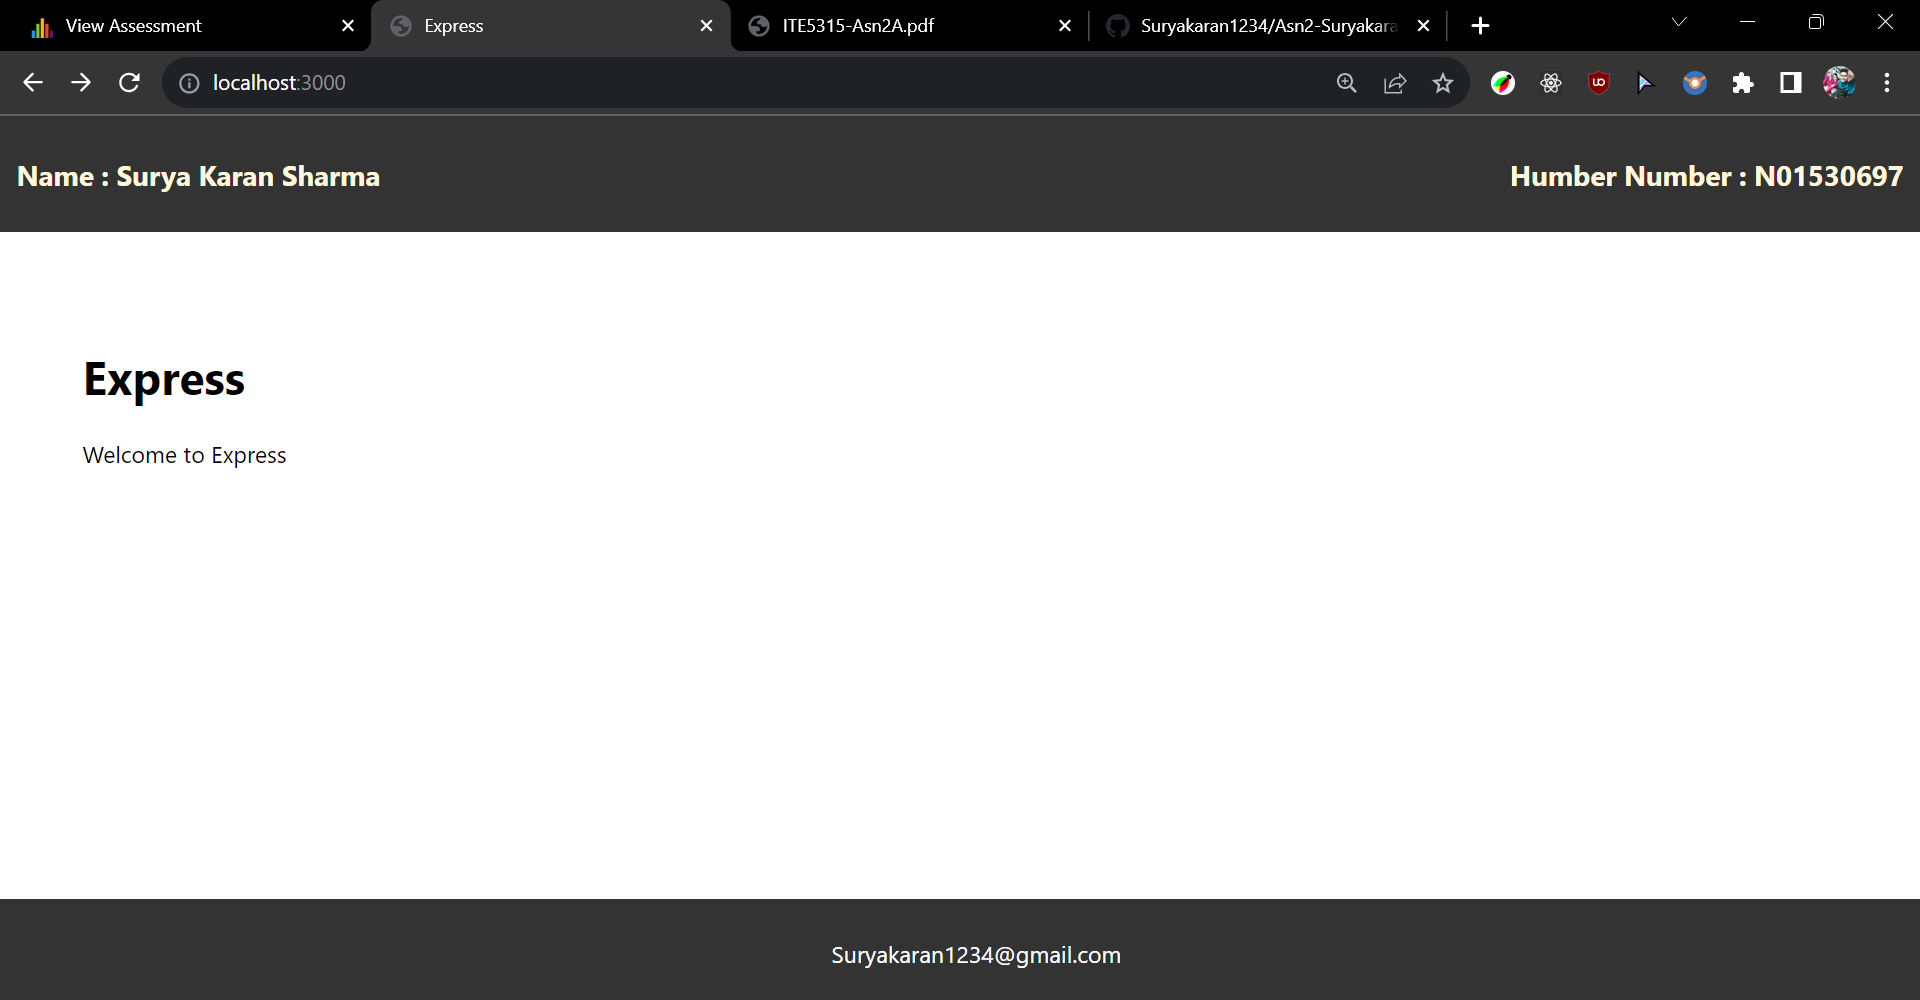 View Assessment
Express
ITE5315-Asn2A.pdf
Suryakaran1234/Asn2-Suryakara
localhost:3000
Name : Surya Karan Sharma
Humber Number : N01530697
Express
Welcome to Express
Suryakaran1234@gmail.com